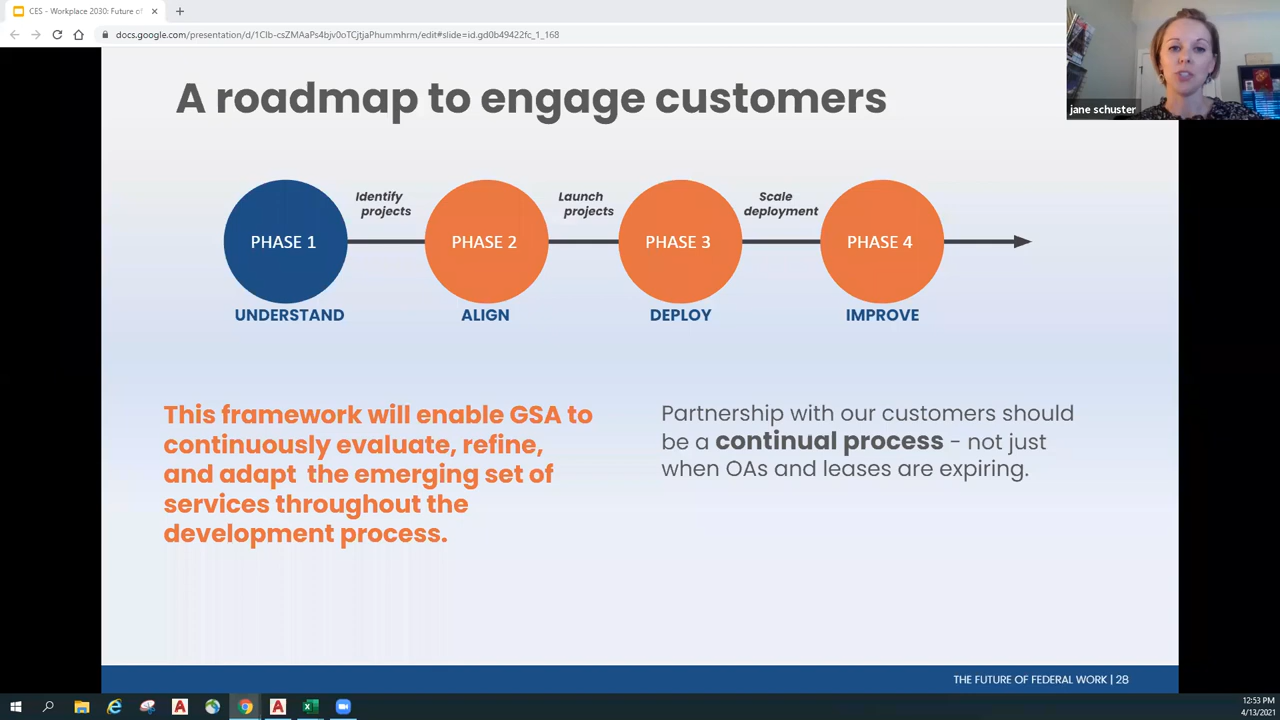 CES - Workplace 2030: Future of
docs.google.com/presentation/d/1CIb-csZMAaPs4bjv0oTCjtjaPhummhrm/edit#slide=id.gd0b49422fc_1_168
jane schuster
A roadmap to engage customers
Identify
projects
Launch
projects
Scale
deployment
PHASE 1
PHASE 2
PHASE 3
PHASE 4
UNDERSTAND
ALIGN
DEPLOY
IMPROVE
This framework will enable GSA to
continuously evaluate, refine,
and adapt the emerging set of
services throughout the
development process.
Partnership with our customers should
be a continual process - not just
when OAs and leases are expiring.
THE FUTURE OF FEDERAL WORK | 28
12:53 PM
4/13/2021